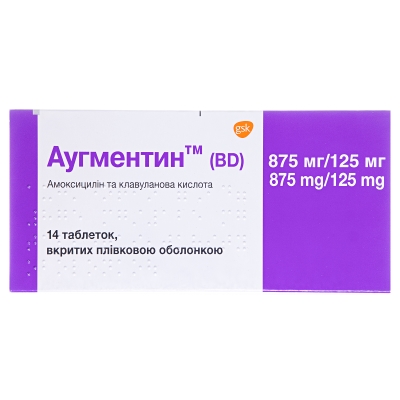 gsk
Аугментин™ (BD)
Амоксицилін та клавуланова кислота
875 мг/125 мг
875 mg/125 mg
14 таблеток,
вкритих плівковою оболонкою